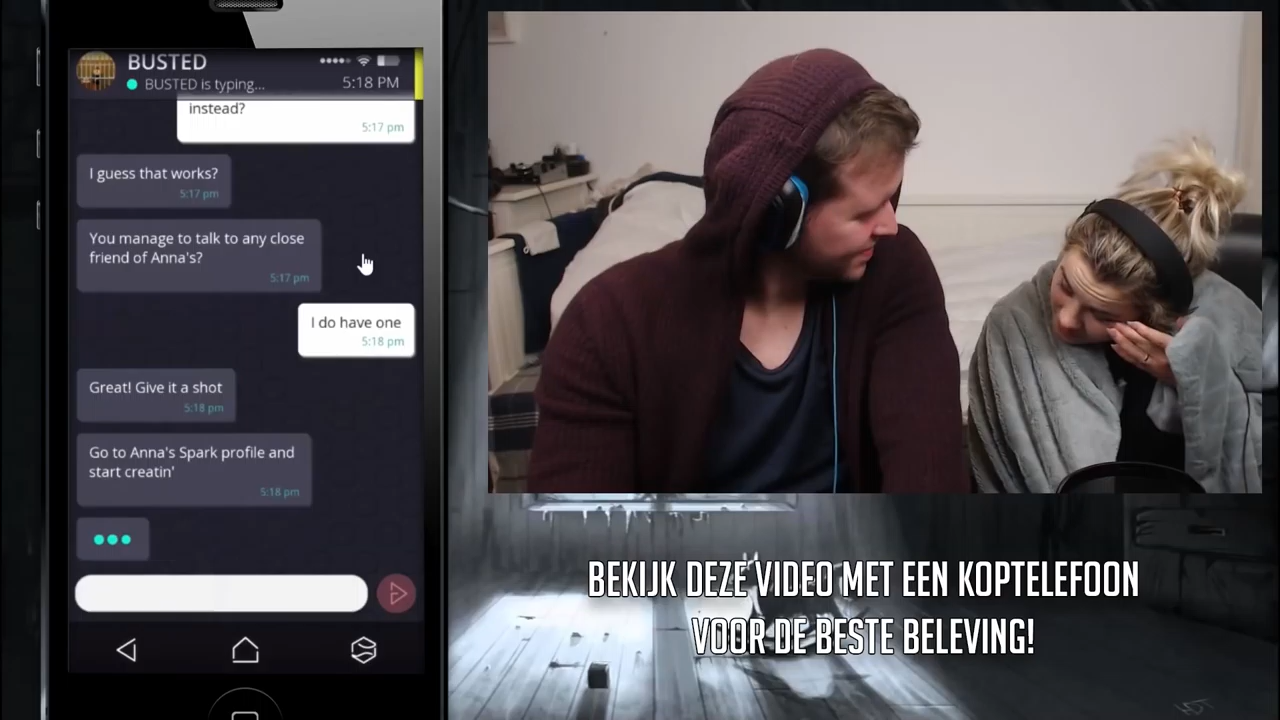 BUSTED
BUSTED is typing...
5:18 PM
instead?
5:17 pm
I guess that works?
5:17 pm
You manage to talk to any close
friend of Anna's?
5:17 pm
I do have one
5:18 pm
Great! Give it a shot
5:18 pm
Go to Anna's Spark profile and
start creatin'
5:18 pm
BEKIJK DEZE VIDEO MET EEN KOPTELEFOON
VOOR DE BESTE BELEVING!